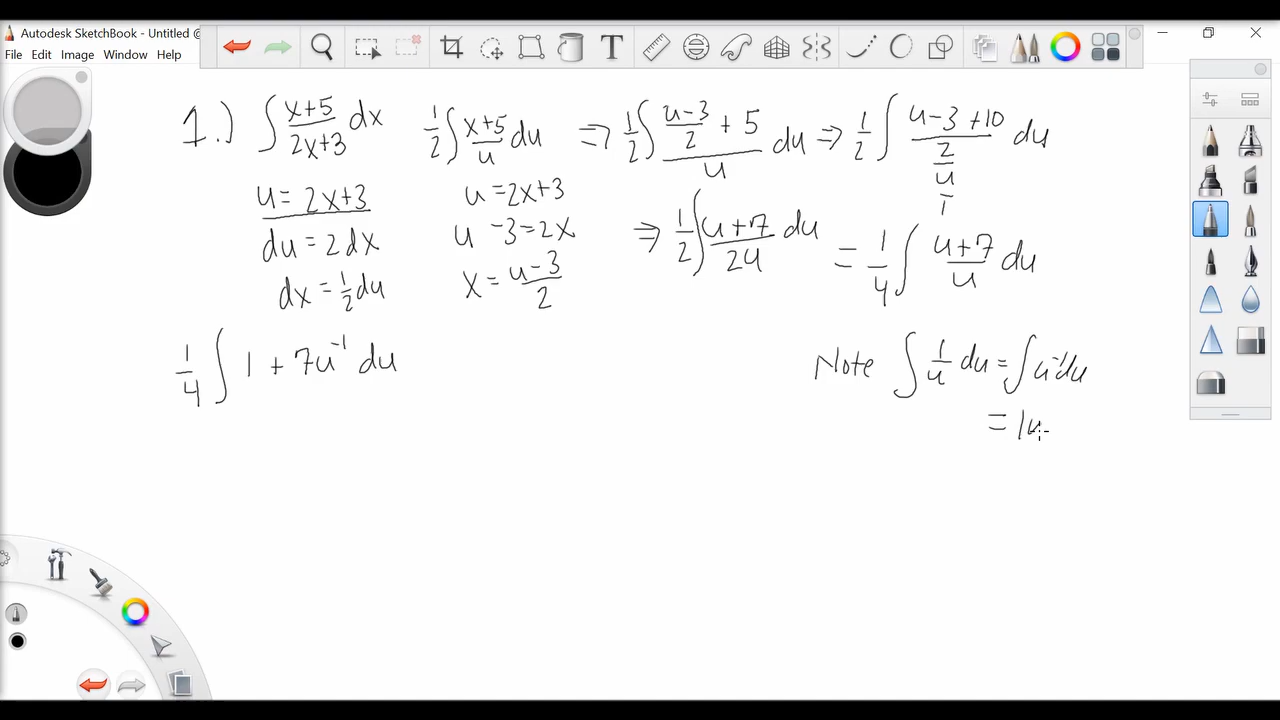 Autodesk SketchBook - Untitled @
File Edit Image Window Help
T
1.) ∫ (x+5)/(2x+3) dx
u = 2x+3
du = 2dx
dx = 1/2 du
1/2 ∫ (x+5)/u du
u = 2x+3
u - 3 = 2x
x = (u-3)/2
⇒ 1/2 ∫ ((u-3)/2 + 5)/u du ⇒ 1/2 ∫ ((u-3+10)/2)/(u/1) du
⇒ 1/2 ∫ (u+7)/(2u) du = 1/4 ∫ (u+7)/u du
1/4 ∫ 1 + 7u⁻¹ du
Note ∫ 1/u du = ∫ u⁻¹ du
= lu